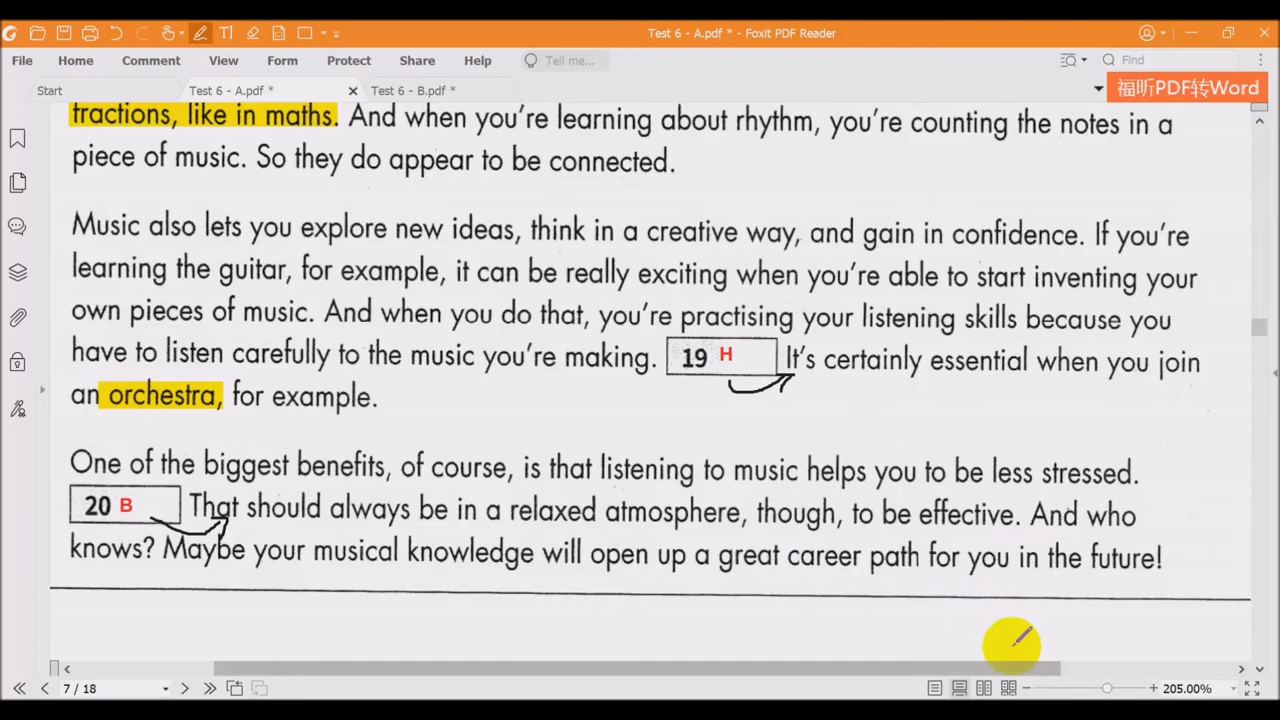 Test 6 - A.pdf * - Foxit PDF Reader
File Home Comment View Form Protect Share Help Tell me... Find
Start Test 6 - A.pdf * Test 6 - B.pdf * 福昕PDF转Word
fractions, like in maths. And when you're learning about rhythm, you're counting the notes in a
piece of music. So they do appear to be connected.
Music also lets you explore new ideas, think in a creative way, and gain in confidence. If you're
learning the guitar, for example, it can be really exciting when you're able to start inventing your
own pieces of music. And when you do that, you're practising your listening skills because you
have to listen carefully to the music you're making. 19 H It's certainly essential when you join
an orchestra, for example.
One of the biggest benefits, of course, is that listening to music helps you to be less stressed.
20 B That should always be in a relaxed atmosphere, though, to be effective. And who
knows? Maybe your musical knowledge will open up a great career path for you in the future!
7 / 18 205.00%